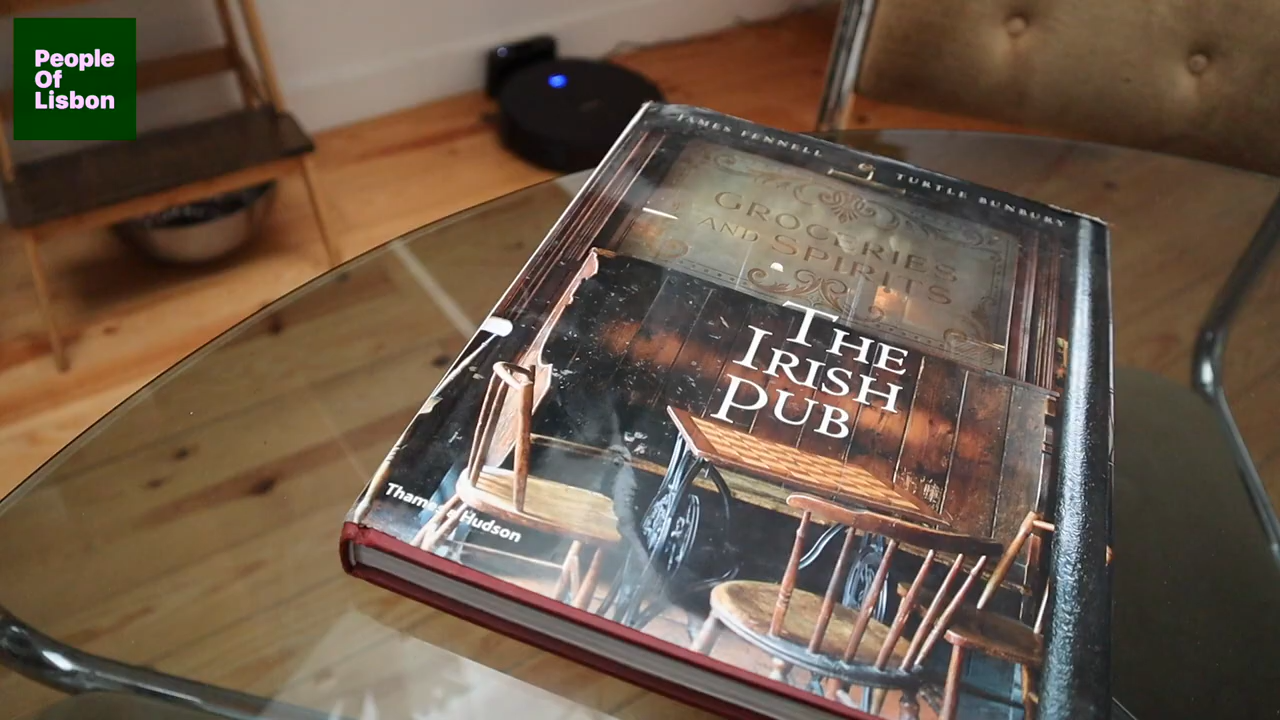 People
Of
Lisbon
JAMES FENNELL & TURTLE BUNBURY
GROCERIES
AND SPIRITS
THE
IRISH
PUB
Thames & Hudson